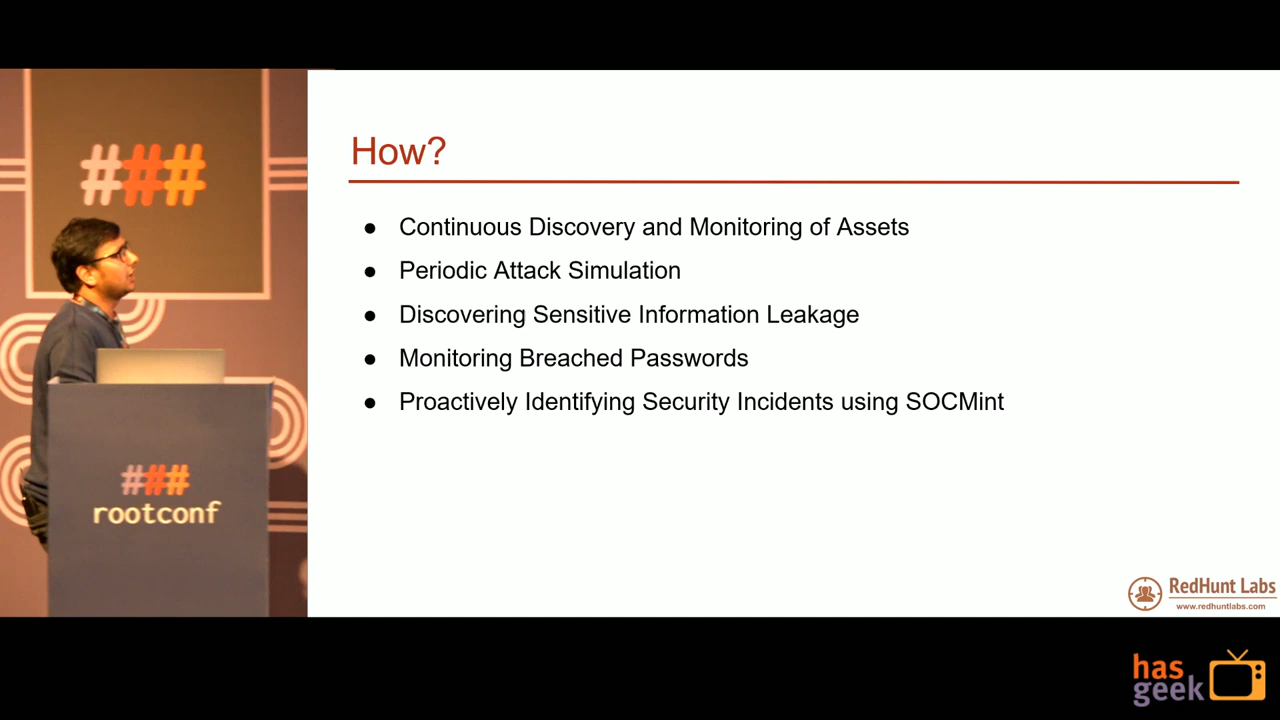 ###
How?
● Continuous Discovery and Monitoring of Assets
● Periodic Attack Simulation
● Discovering Sensitive Information Leakage
● Monitoring Breached Passwords
● Proactively Identifying Security Incidents using SOCMint
###
rootconf
RedHunt Labs
www.redhuntlabs.com
has
geek